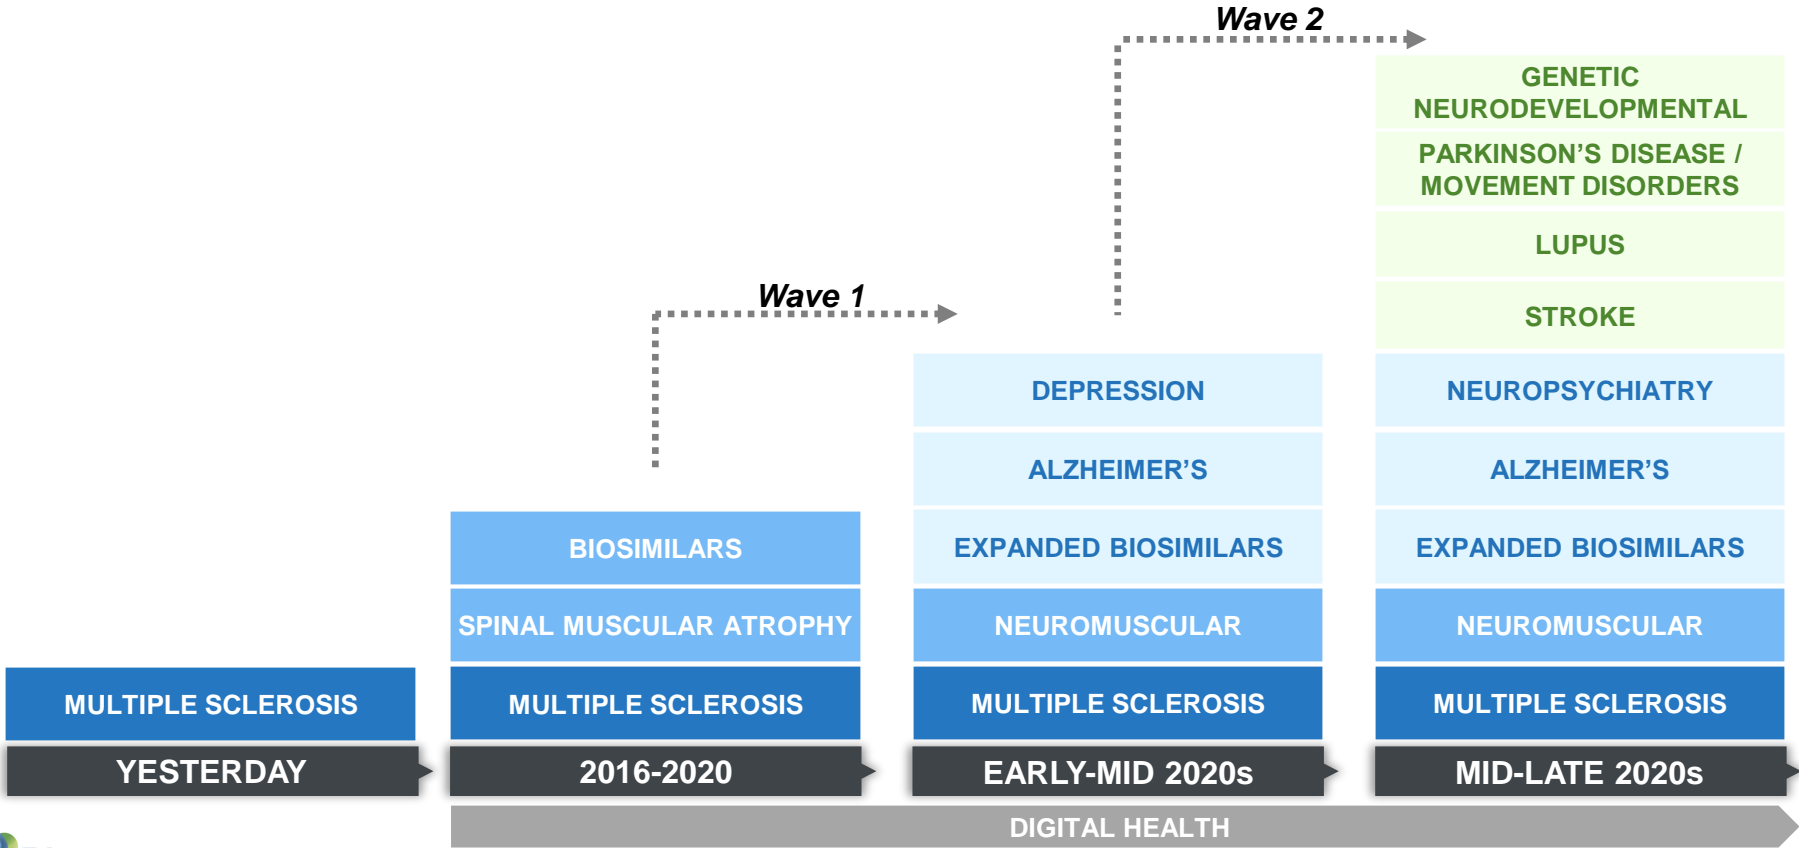 Wave 2
GENETIC
NEURODEVELOPMENTAL
PARKINSON'S DISEASE /
MOVEMENT DISORDERS
LUPUS
Wave 1
STROKE
DEPRESSION
NEUROPSYCHIATRY
ALZHEIMER'S
ALZHEIMER'S
BIOSIMILARS
EXPANDED BIOSIMILARS
EXPANDED BIOSIMILARS
SPINAL MUSCULAR ATROPHY
NEUROMUSCULAR
NEUROMUSCULAR
MULTIPLE SCLEROSIS
MULTIPLE SCLEROSIS
MULTIPLE SCLEROSIS
MULTIPLE SCLEROSIS
YESTERDAY
2016-2020
EARLY-MID 2020s
MID-LATE 2020s
DIGITAL HEALTH